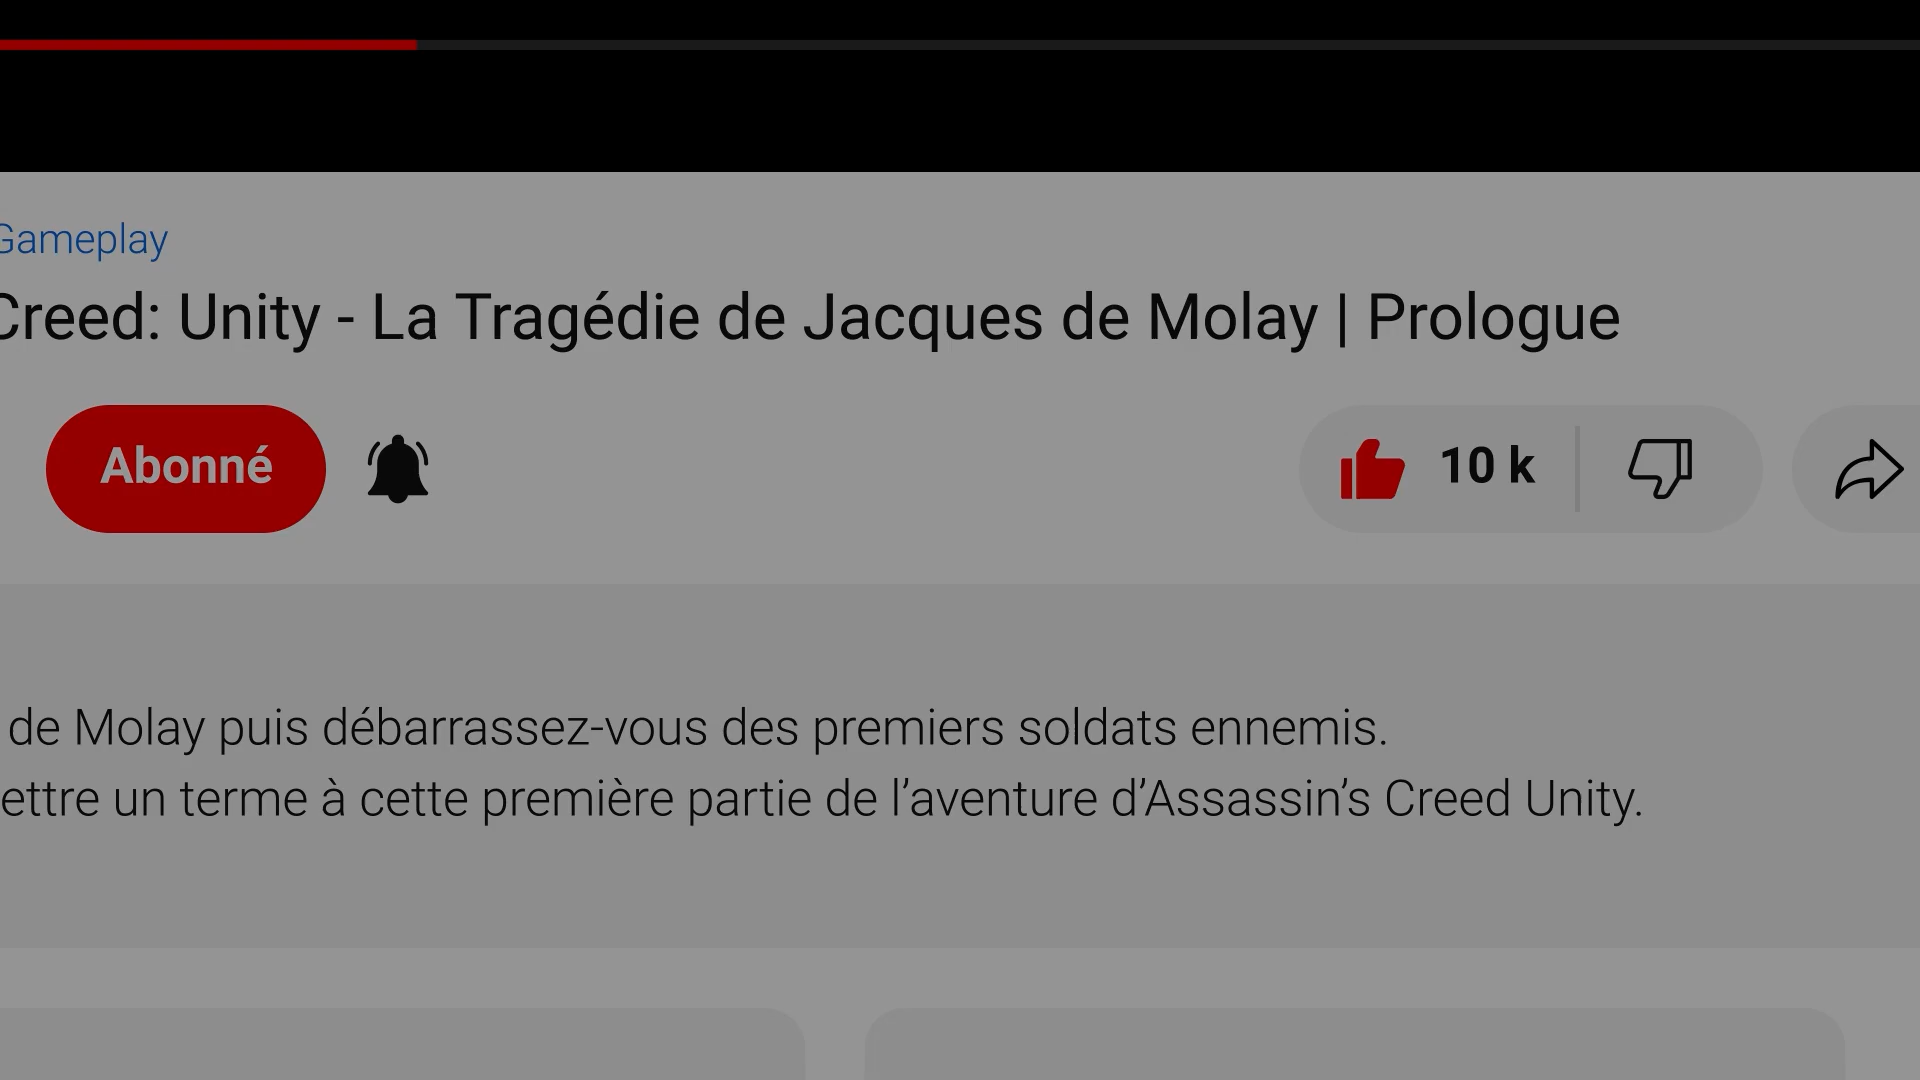 Gameplay
Creed: Unity - La Tragédie de Jacques de Molay | Prologue
Abonné
10 k
de Molay puis débarrassez-vous des premiers soldats ennemis.
ettre un terme à cette première partie de l’aventure d’Assassin’s Creed Unity.